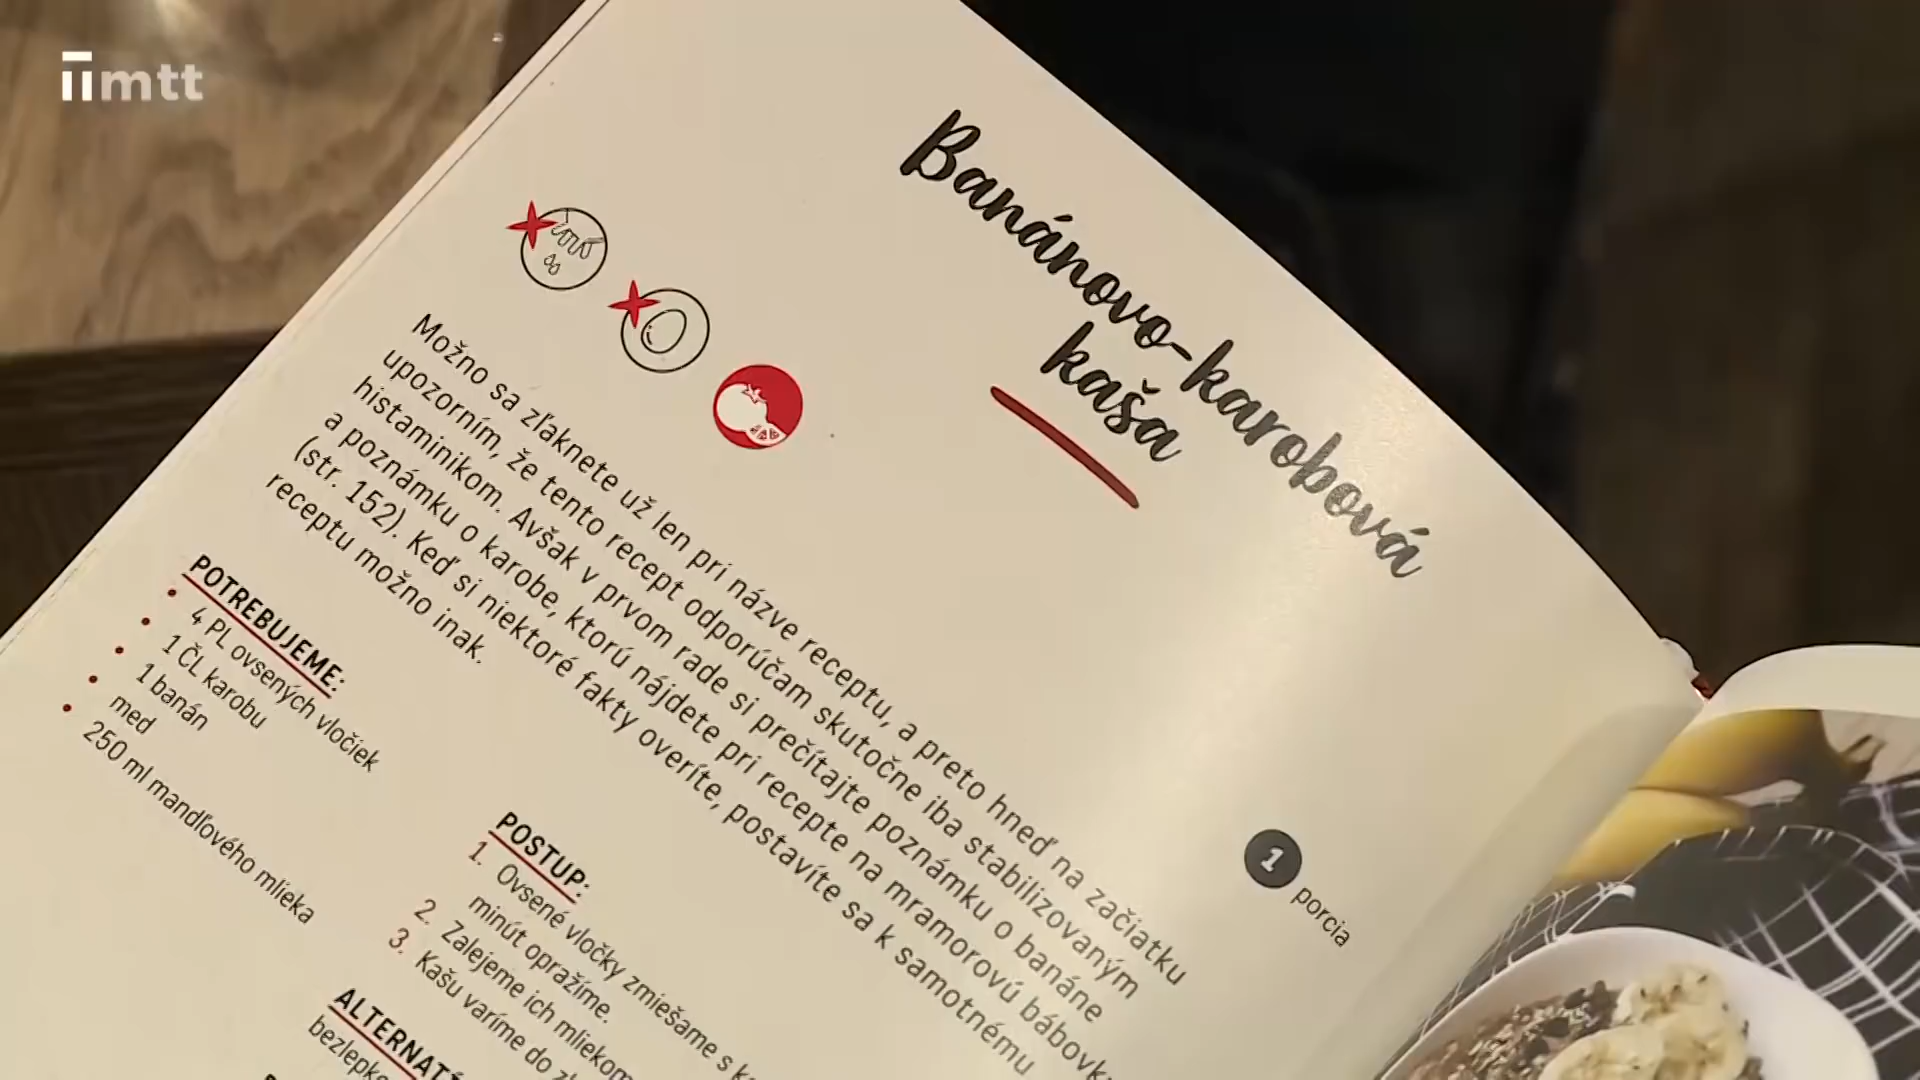 mtt
Banánovo-karobová
kaša
Možno sa zľaknete už len pri názve receptu, a preto hneď na začiatku
upozorním, že tento recept odporúčam skutočne iba stabilizovaným
histaminikom. Avšak v prvom rade si prečítajte poznámku o banáne
a poznámku o karobe, ktorú nájdete pri recepte na mramorovú bábovk
(str. 152). Keď si niektoré fakty overíte, postavíte sa k samotnému
receptu možno inak.
1
porcia
POTREBUJEME:
• 4 PL ovsených vločiek
• 1 ČL karobu
• 1 banán
• med
• 250 ml mandľového mlieka
POSTUP:
1. Ovsené vločky zmiešame s
minút opražíme.
2. Zalejeme ich mliekom
3. Kašu varíme do
ALTERNATÍ
bezlepk